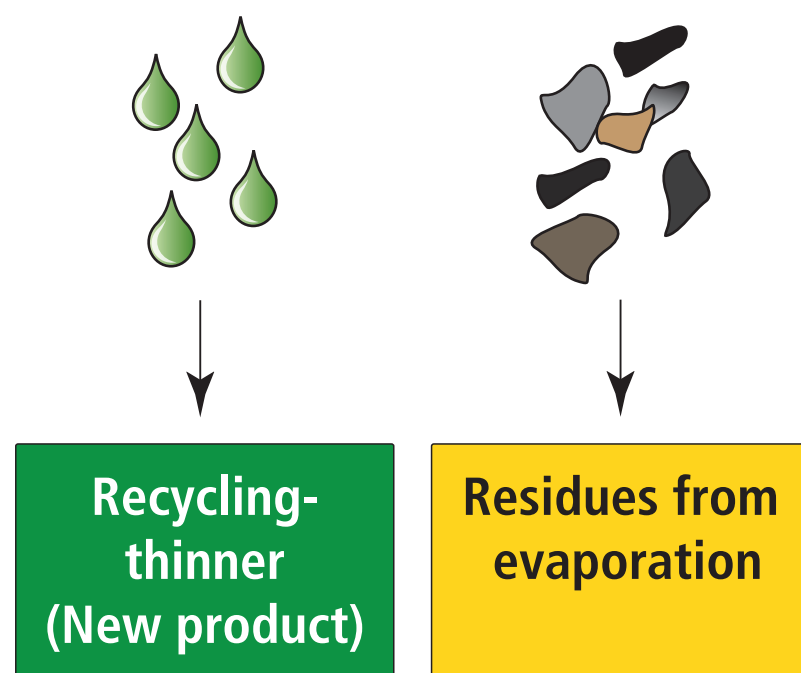 Recycling-
thinner
(New product)
Residues from
evaporation